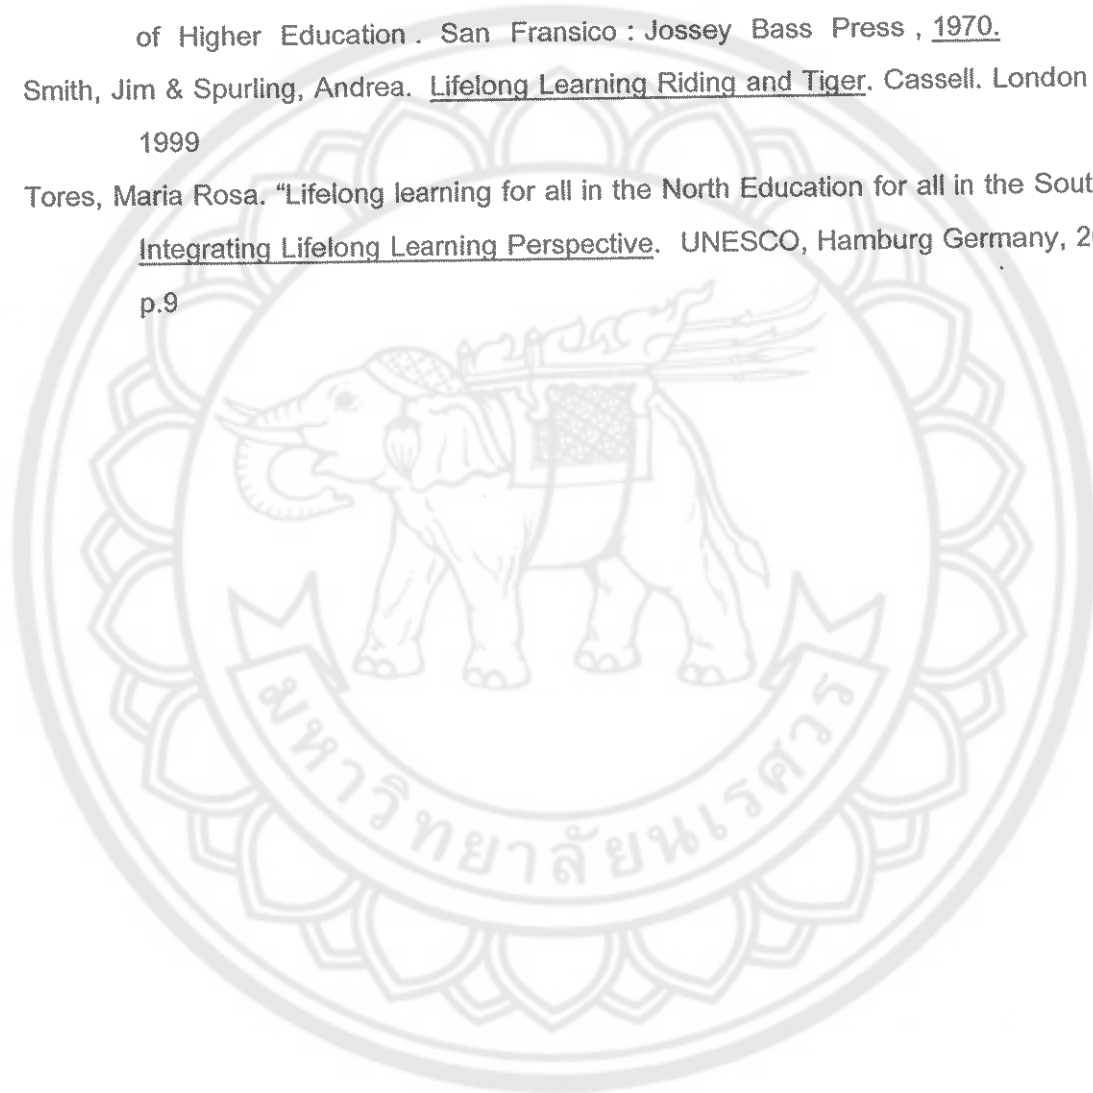 of Higher Education . San Fransico : Jossey Bass Press , 1970.
Smith, Jim & Spurling, Andrea. Lifelong Learning Riding and Tiger. Cassell. London
1999
Tores, Maria Rosa. “Lifelong learning for all in the North Education for all in the Sout
Integrating Lifelong Learning Perspective. UNESCO, Hamburg Germany, 2
p.9
มหาวิทยาลัยนเรศวร